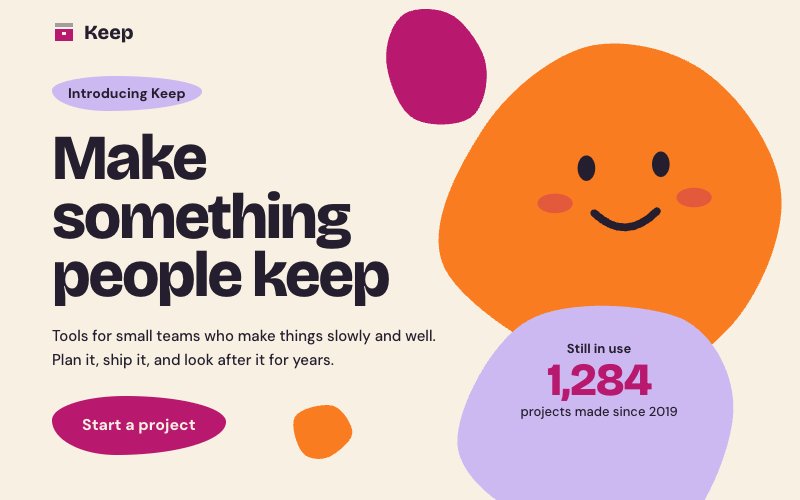 Keep
Introducing Keep
Make
something
people keep
Tools for small teams who make things slowly and well.
Plan it, ship it, and look after it for years.
Start a project
Still in use
1,284
projects made since 2019